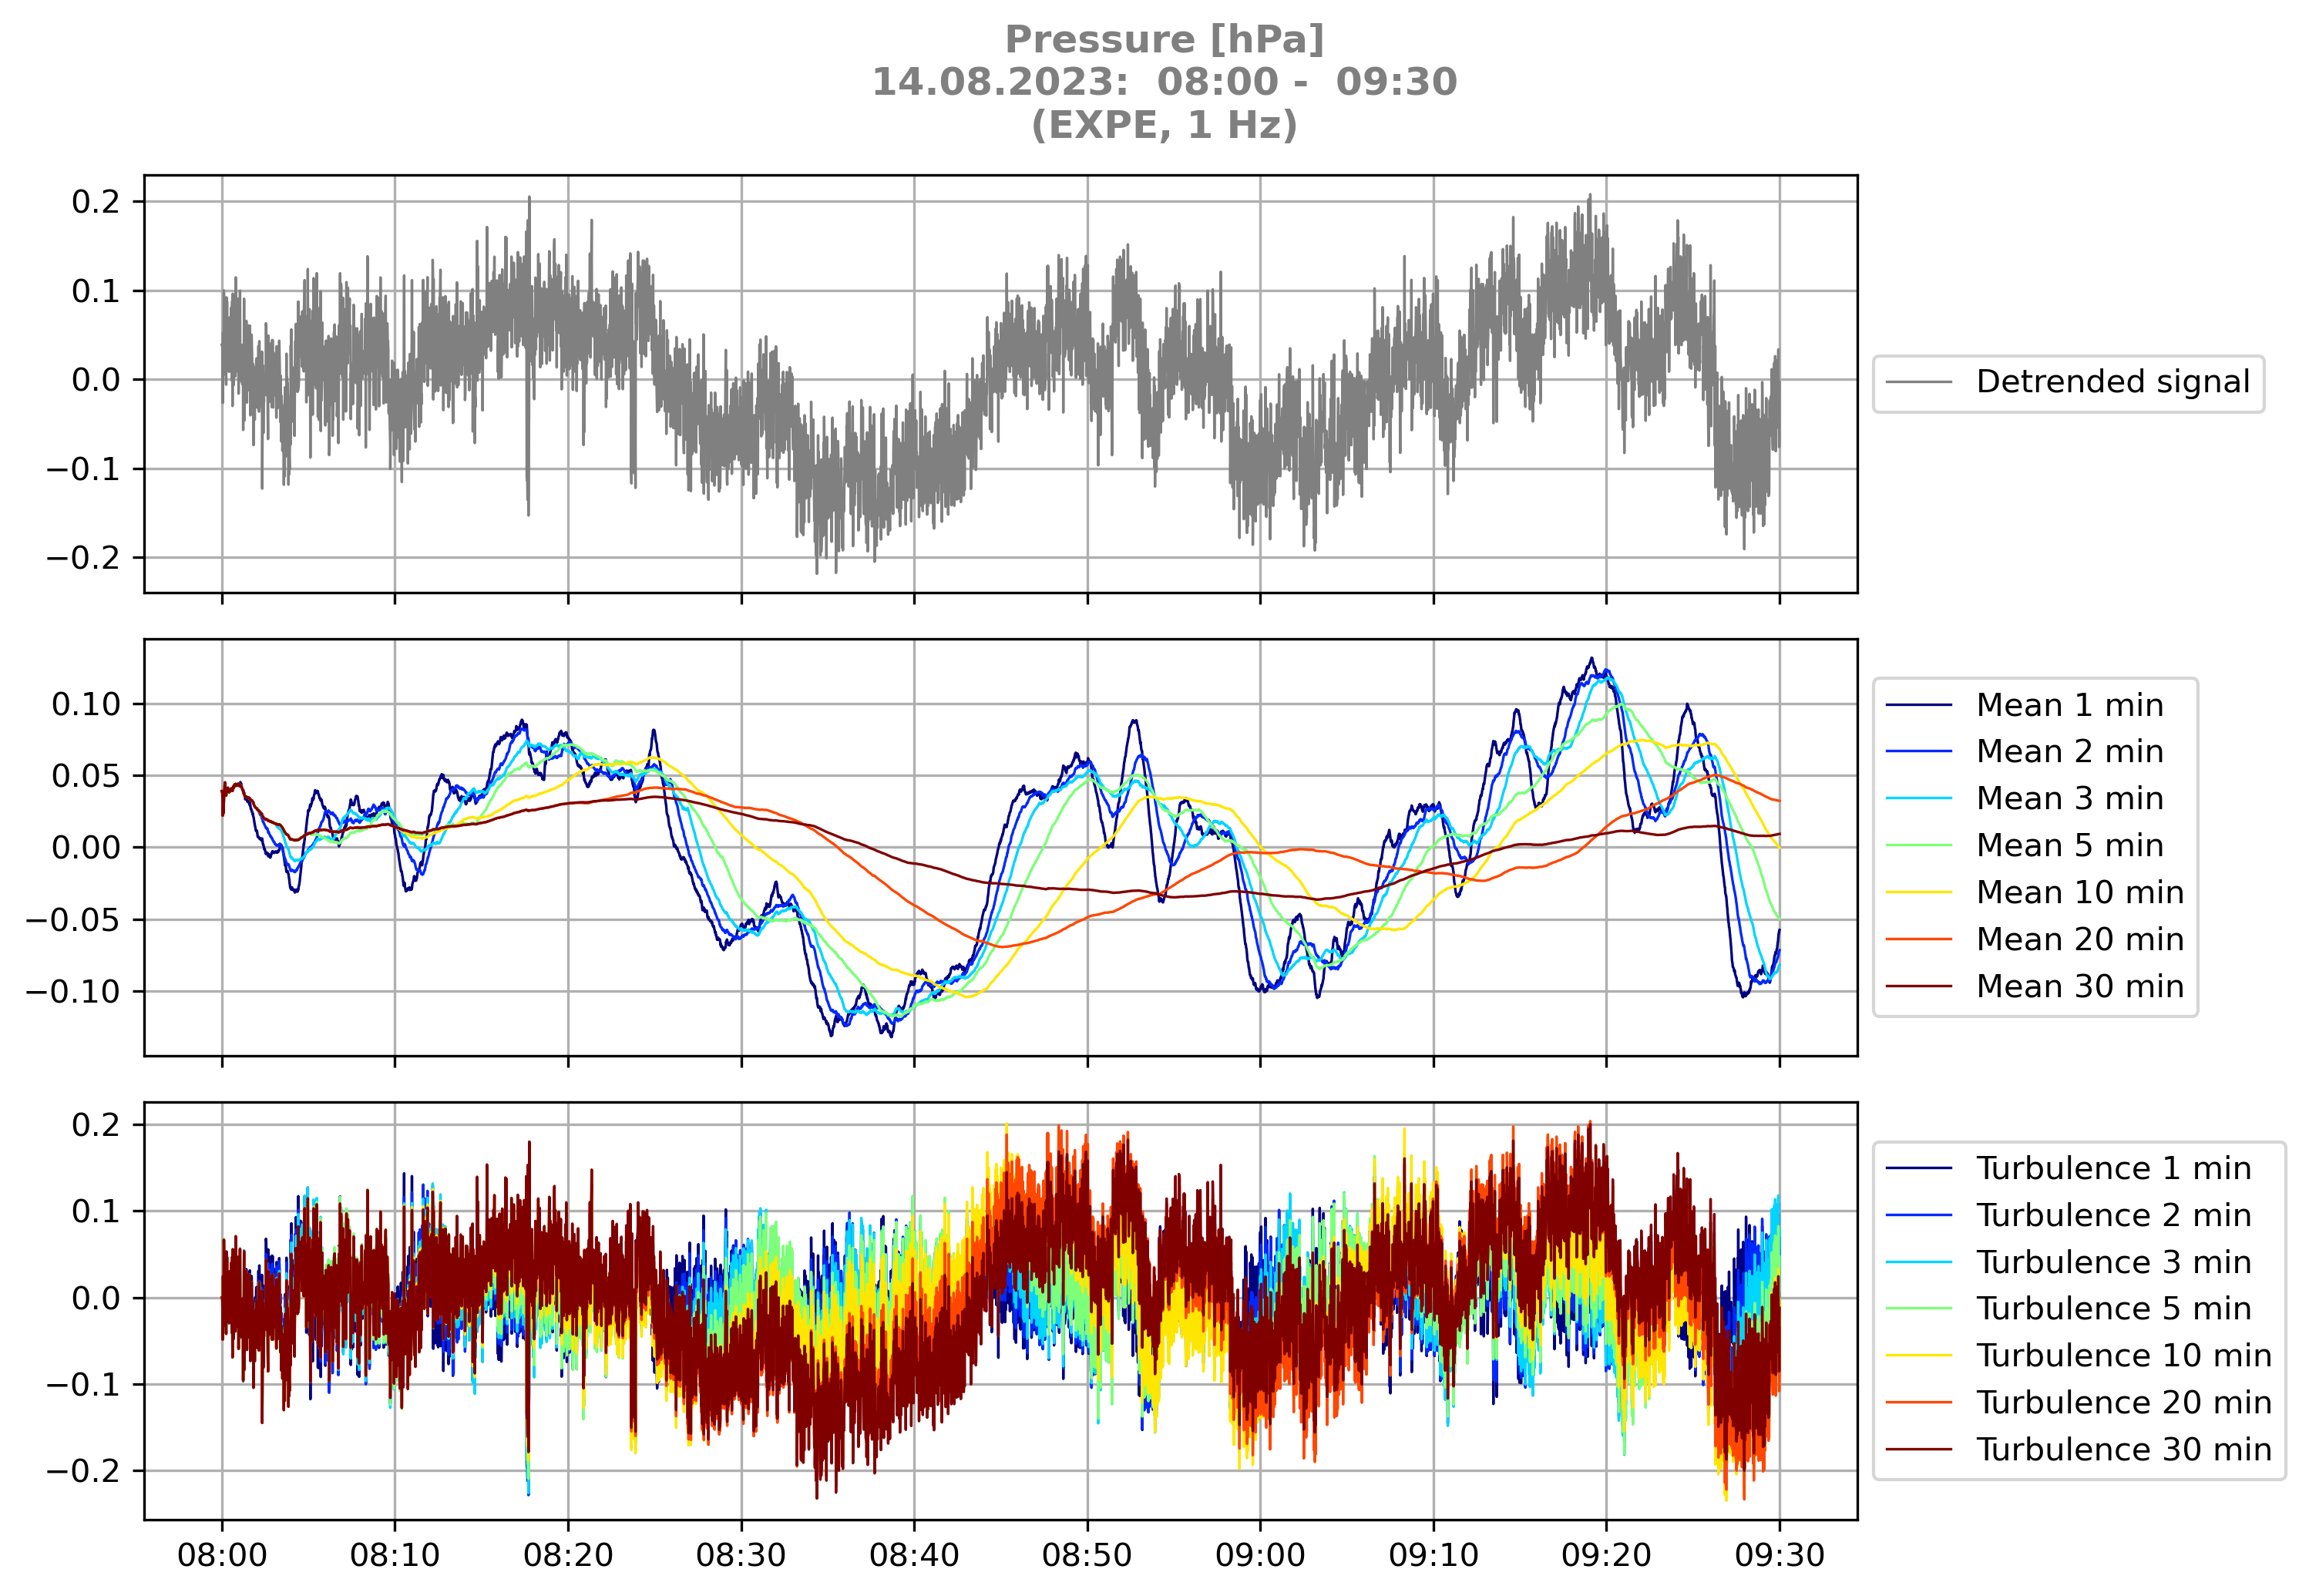 Pressure [hPa]
14.08.2023:  08:00 -  09:30
(EXPE, 1 Hz)
0.2
0.1
0.0
−0.1
−0.2
Detrended signal
0.10
0.05
0.00
−0.05
−0.10
Mean 1 min
Mean 2 min
Mean 3 min
Mean 5 min
Mean 10 min
Mean 20 min
Mean 30 min
0.2
0.1
0.0
−0.1
−0.2
Turbulence 1 min
Turbulence 2 min
Turbulence 3 min
Turbulence 5 min
Turbulence 10 min
Turbulence 20 min
Turbulence 30 min
08:00 08:10 08:20 08:30 08:40 08:50 09:00 09:10 09:20 09:30